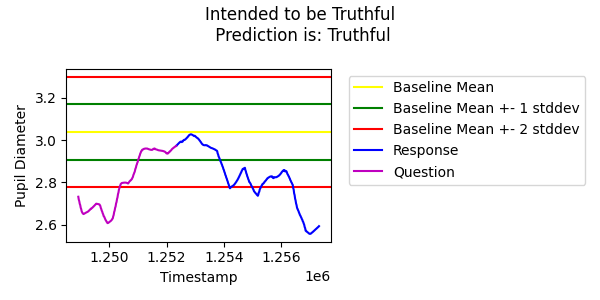 Intended to be Truthful
Prediction is: Truthful
Pupil Diameter
3.2
3.0
2.8
2.6
1.250
1.252
1.254
1.256
1e6
Timestamp
Baseline Mean
Baseline Mean +- 1 stddev
Baseline Mean +- 2 stddev
Response
Question